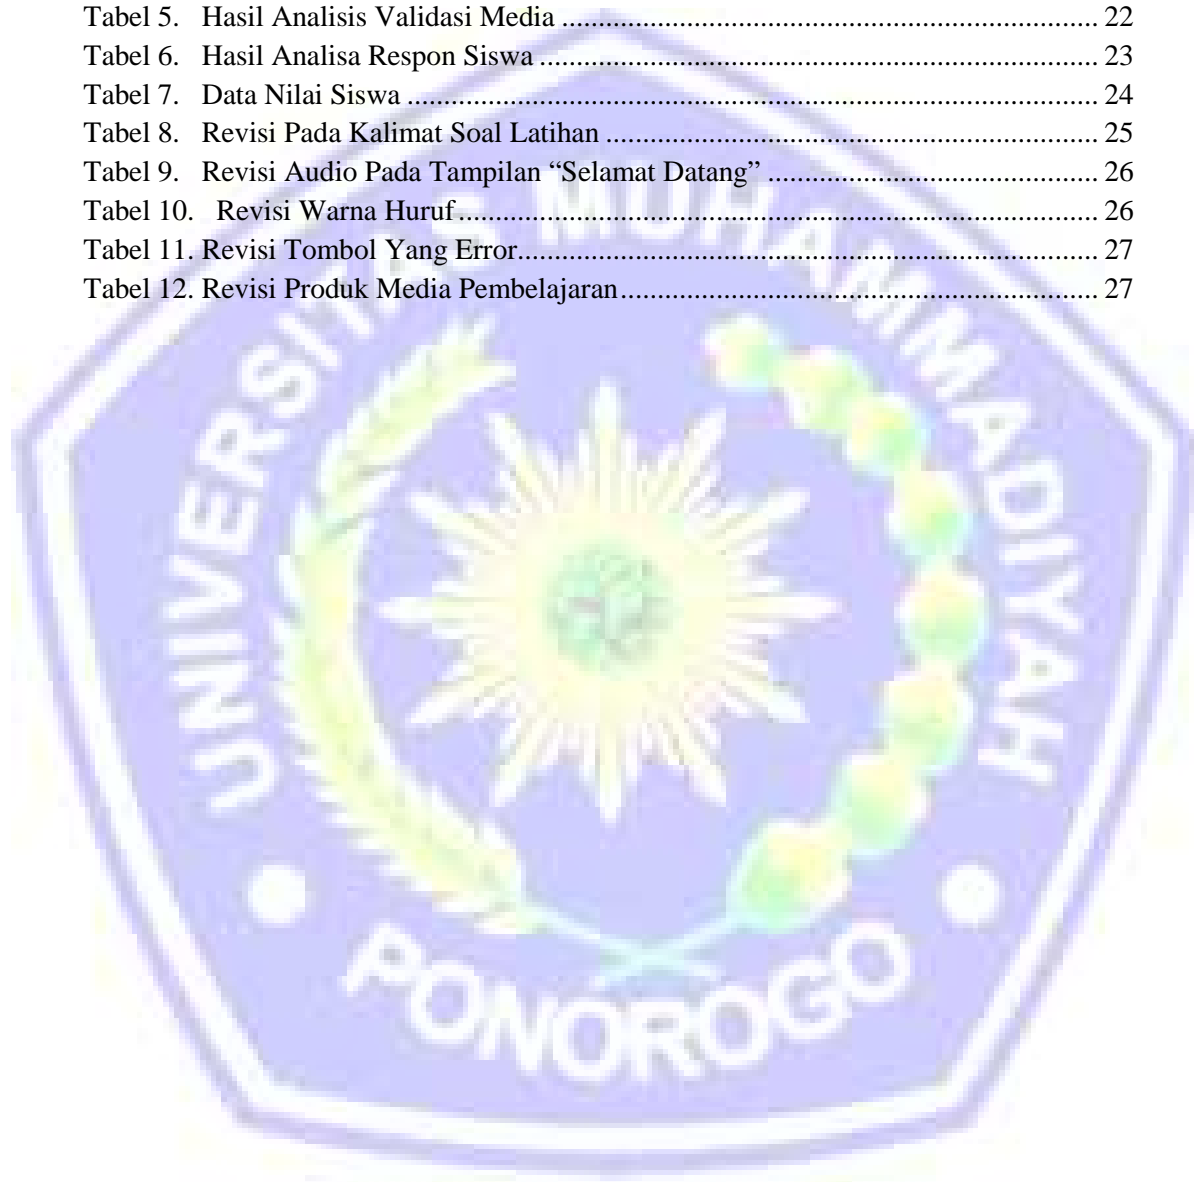 Tabel 5. Hasil Analisis Validasi Media ........................................................................... 22
Tabel 6. Hasil Analisa Respon Siswa .............................................................................. 23
Tabel 7. Data Nilai Siswa ................................................................................................ 24
Tabel 8. Revisi Pada Kalimat Soal Latihan ..................................................................... 25
Tabel 9. Revisi Audio Pada Tampilan “Selamat Datang” ............................................... 26
Tabel 10. Revisi Warna Huruf ......................................................................................... 26
Tabel 11. Revisi Tombol Yang Error................................................................................ 27
Tabel 12. Revisi Produk Media Pembelajaran.................................................................. 27
UNIVERSITAS MUHAMMADIYAH
PONOROGO